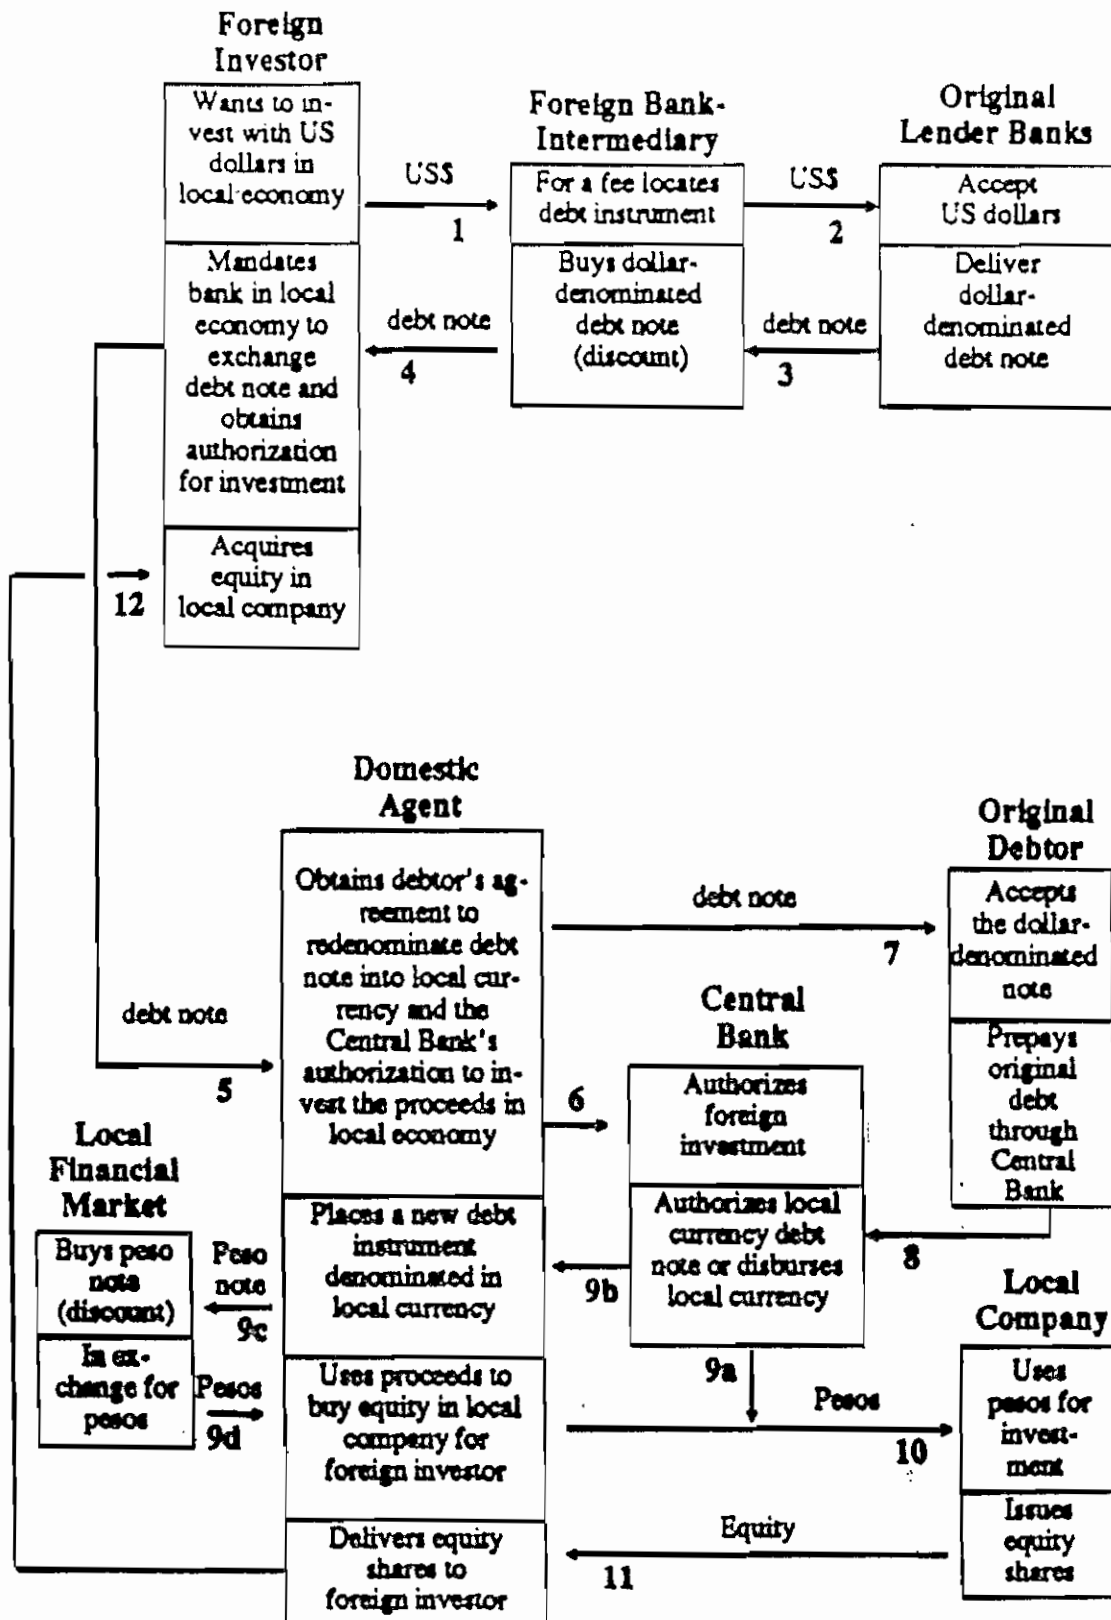 Foreign
Investor
Wants to in-
vest with US
dollars in
local economy
Mandates
bank in local
economy to
exchange
debt note and
obtains
authorization
for investment
Acquires
equity in
local company
US$
1
debt note
4
Foreign Bank-
Intermediary
For a fee locates
debt instrument
Buys dollar-
denominated
debt note
(discount)
US$
2
debt note
3
Original
Lender Banks
Accept
US dollars
Deliver
dollar-
denominated
debt note
12
debt note
5
Domestic
Agent
Obtains debtor's ag-
reement to
redenominate debt
note into local cur-
rency and the
Central Bank's
authorization to in-
vest the proceeds in
local economy
Places a new debt
instrument
denominated in
local currency
Uses proceeds to
buy equity in local
company for
foreign investor
Delivers equity
shares to
foreign investor
debt note
7
Original
Debtor
Accepts
the dollar-
denominated
note
Prepays
original
debt
through
Central
Bank
6
Central
Bank
Authorizes
foreign
investment
Authorizes local
currency debt
note or disburses
local currency
8
9b
9a
Local
Financial
Market
Buys peso
note
(discount)
In ex-
change for
pesos
Peso
note
9c
Pesos
9d
Pesos
10
Local
Company
Uses
pesos for
invest-
ment
Issues
equity
shares
Equity
11